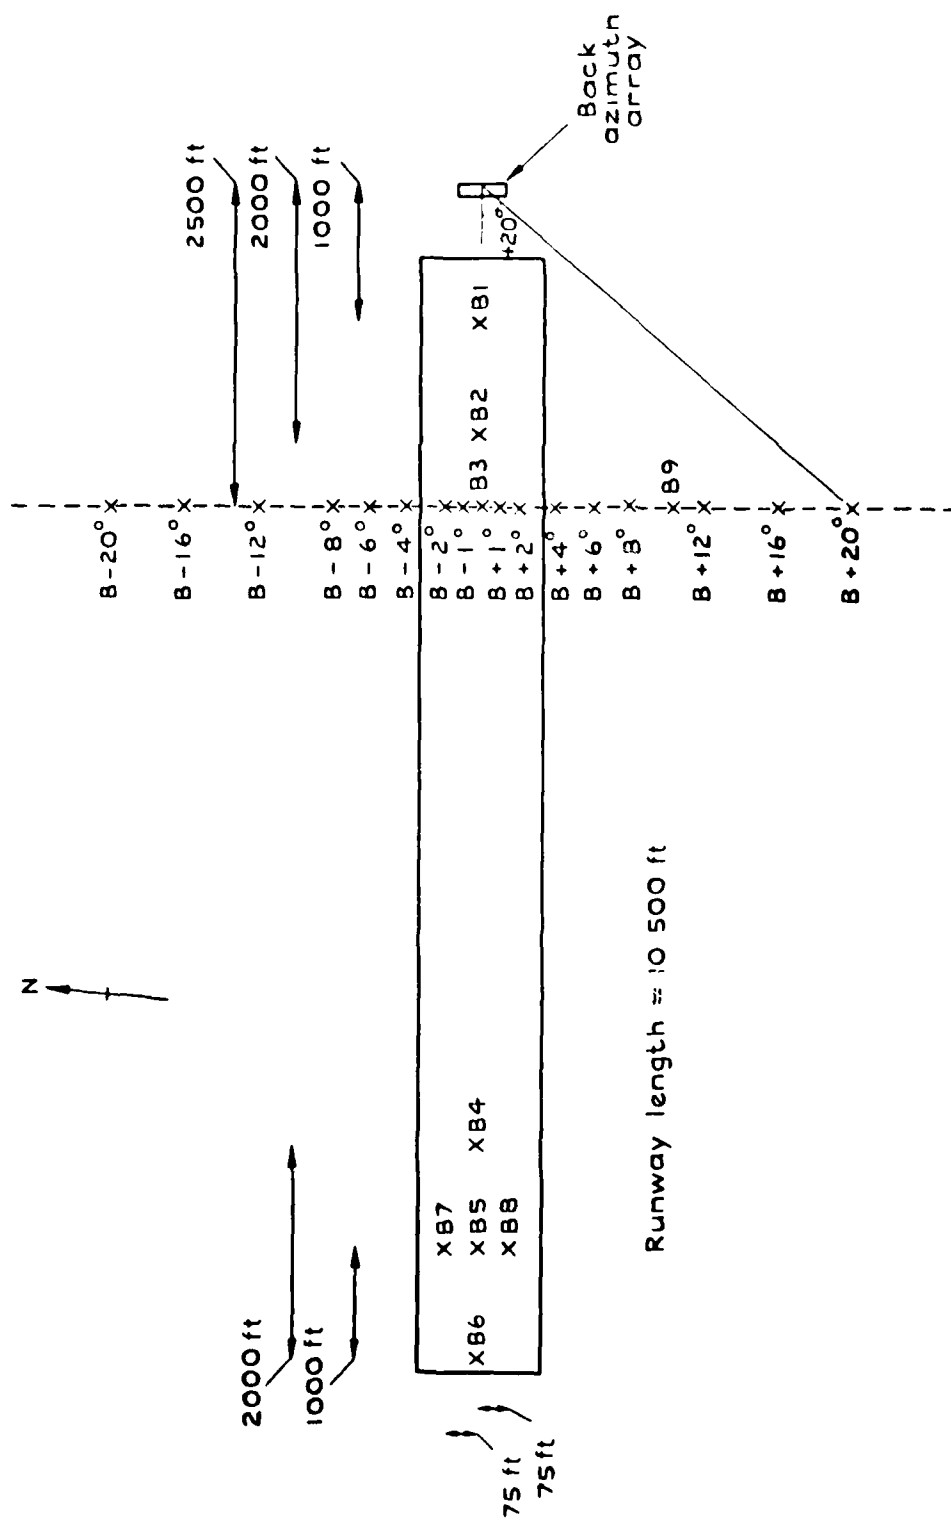 N
2500 ft
2000 ft
1000 ft
2000 ft
1000 ft
B-20°
B-16°
B-12°
B-8°
B-6°
B-4°
B-2°
B-1°
B+1°
B+2°
B+4°
B+6°
B+8°
B+12°
B+16°
B+20°
XB7
XB6 XB5 XB4
XB8
B3 XB2 XB1
+20°
B9
75 ft
75 ft
Back
azimuth
array
Runway length = 10 500 ft